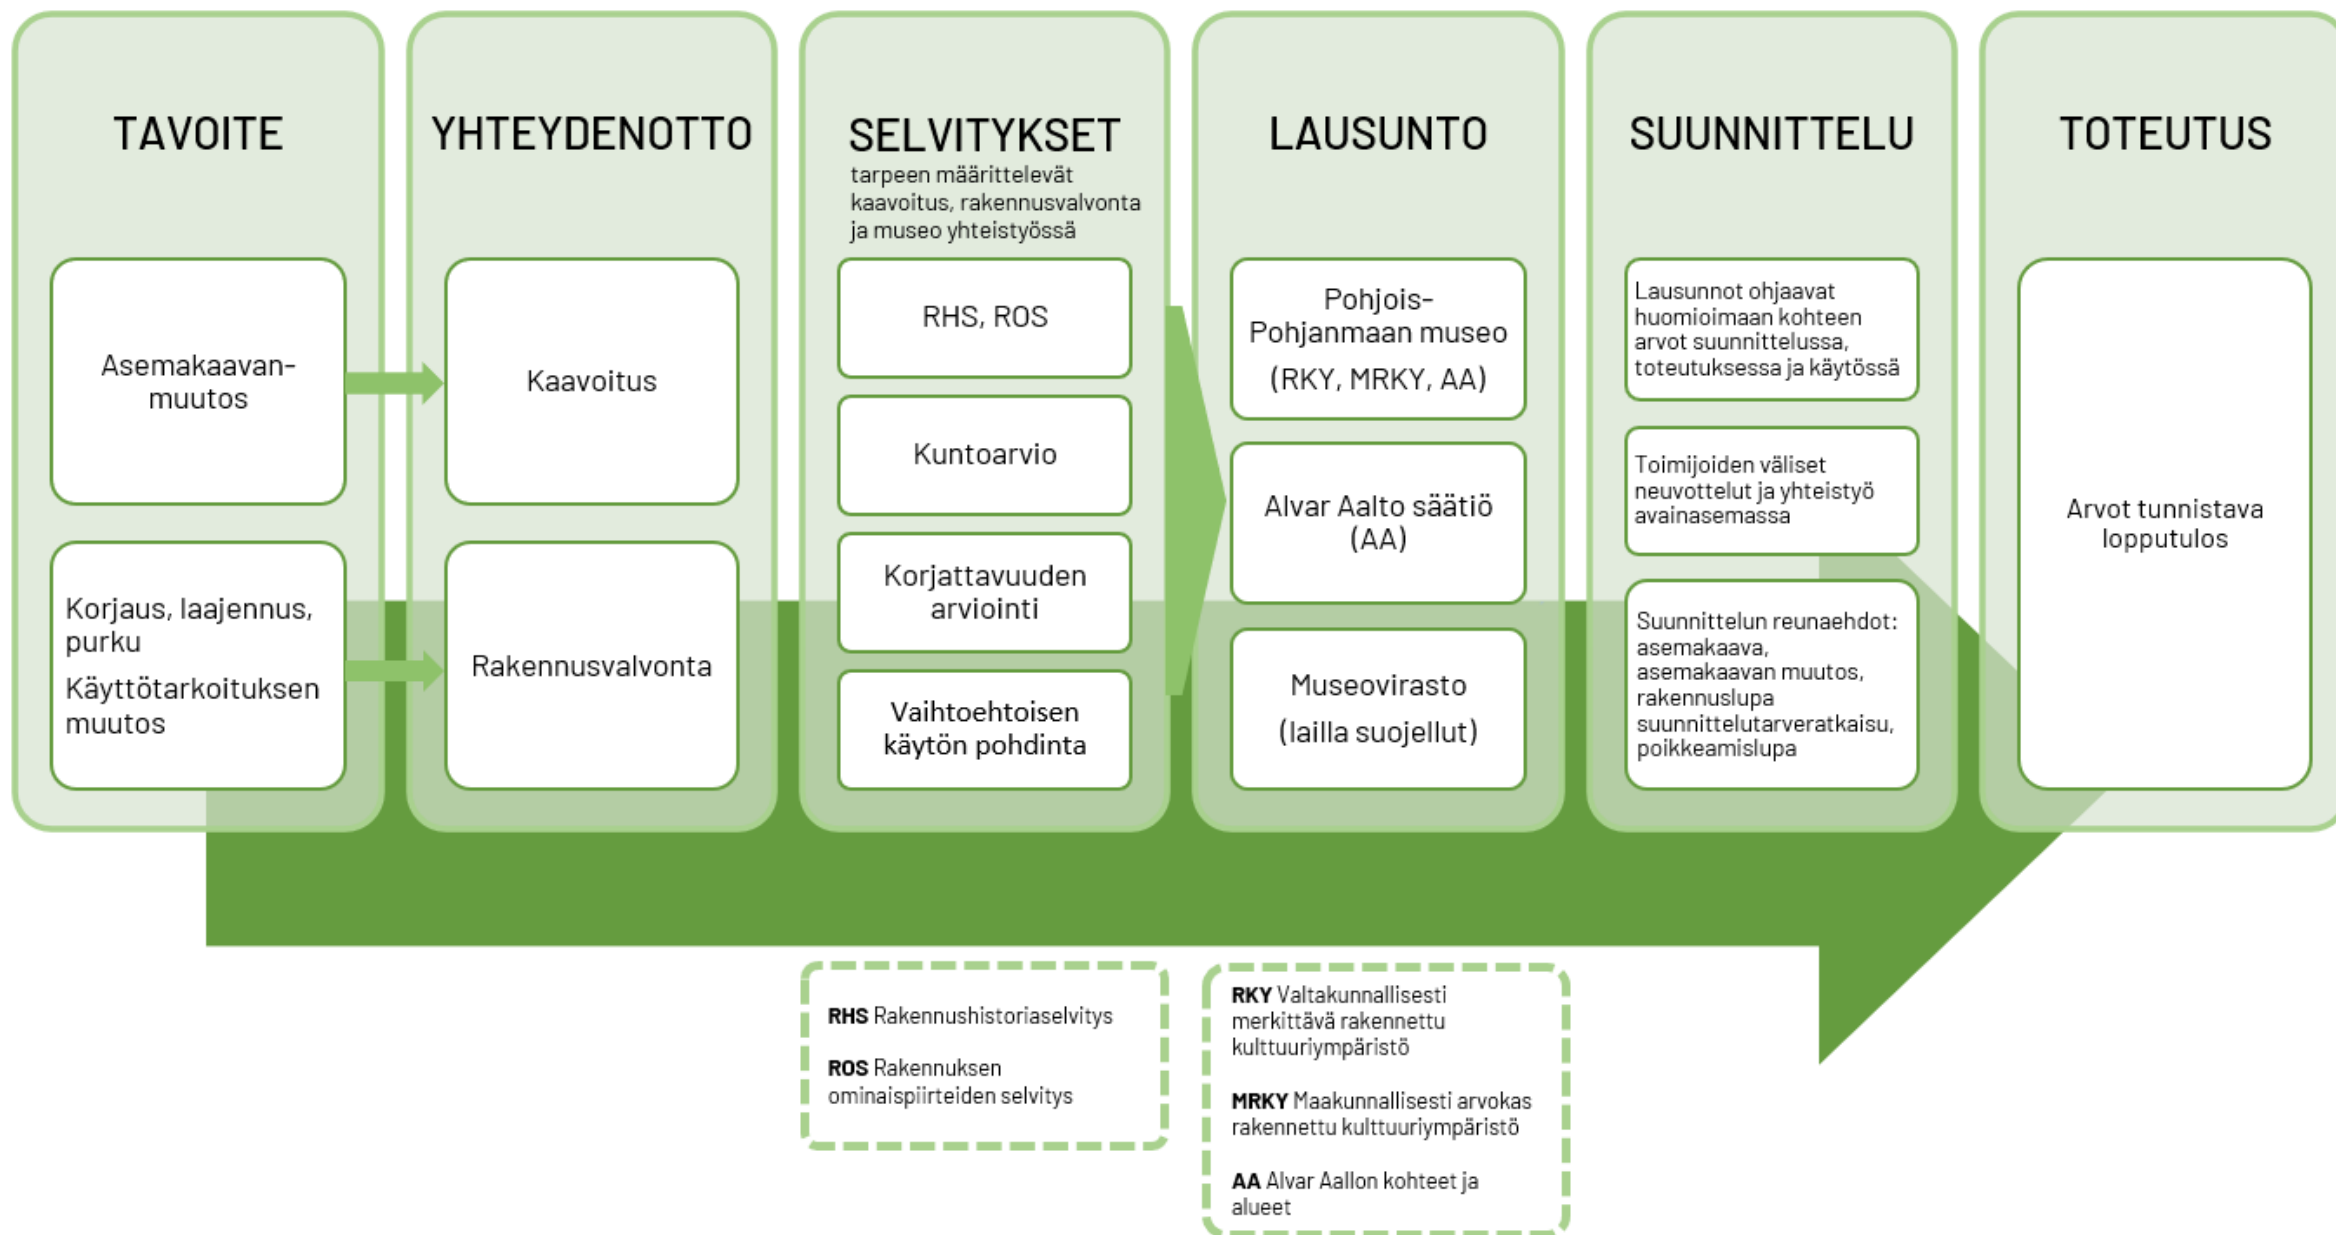 TAVOITE
Asemakaavan-
muutos
Korjaus, laajennus,
purku
Käyttötarkoituksen
muutos
YHTEYDENOTTO
Kaavoitus
Rakennusvalvonta
SELVITYKSET
tarpeen määrittelevät
kaavoitus, rakennusvalvonta
ja museo yhteistyössä
RHS, ROS
Kuntoarvio
Korjattavuuden
arviointi
Vaihtoehtoisen
käytön pohdinta
LAUSUNTO
Pohjois-
Pohjanmaan museo
(RKY, MRKY, AA)
Alvar Aalto säätiö
(AA)
Museovirasto
(lailla suojellut)
SUUNNITTELU
Lausunnot ohjaavat
huomioimaan kohteen
arvot suunnittelussa,
toteutuksessa ja käytössä
Toimijoiden väliset
neuvottelut ja yhteistyö
avainasemassa
Suunnittelun reunaehdot:
asemakaava,
asemakaavan muutos,
rakennuslupa
suunnittelutarveratkaisu,
poikkeamislupa
TOTEUTUS
Arvot tunnistava
lopputulos
RHS Rakennushistoriaselvitys
ROS Rakennuksen
ominaispiirteiden selvitys
RKY Valtakunnallisesti
merkittävä rakennettu
kulttuuriympäristö
MRKY Maakunnallisesti arvokas
rakennettu kulttuuriympäristö
AA Alvar Aallon kohteet ja
alueet